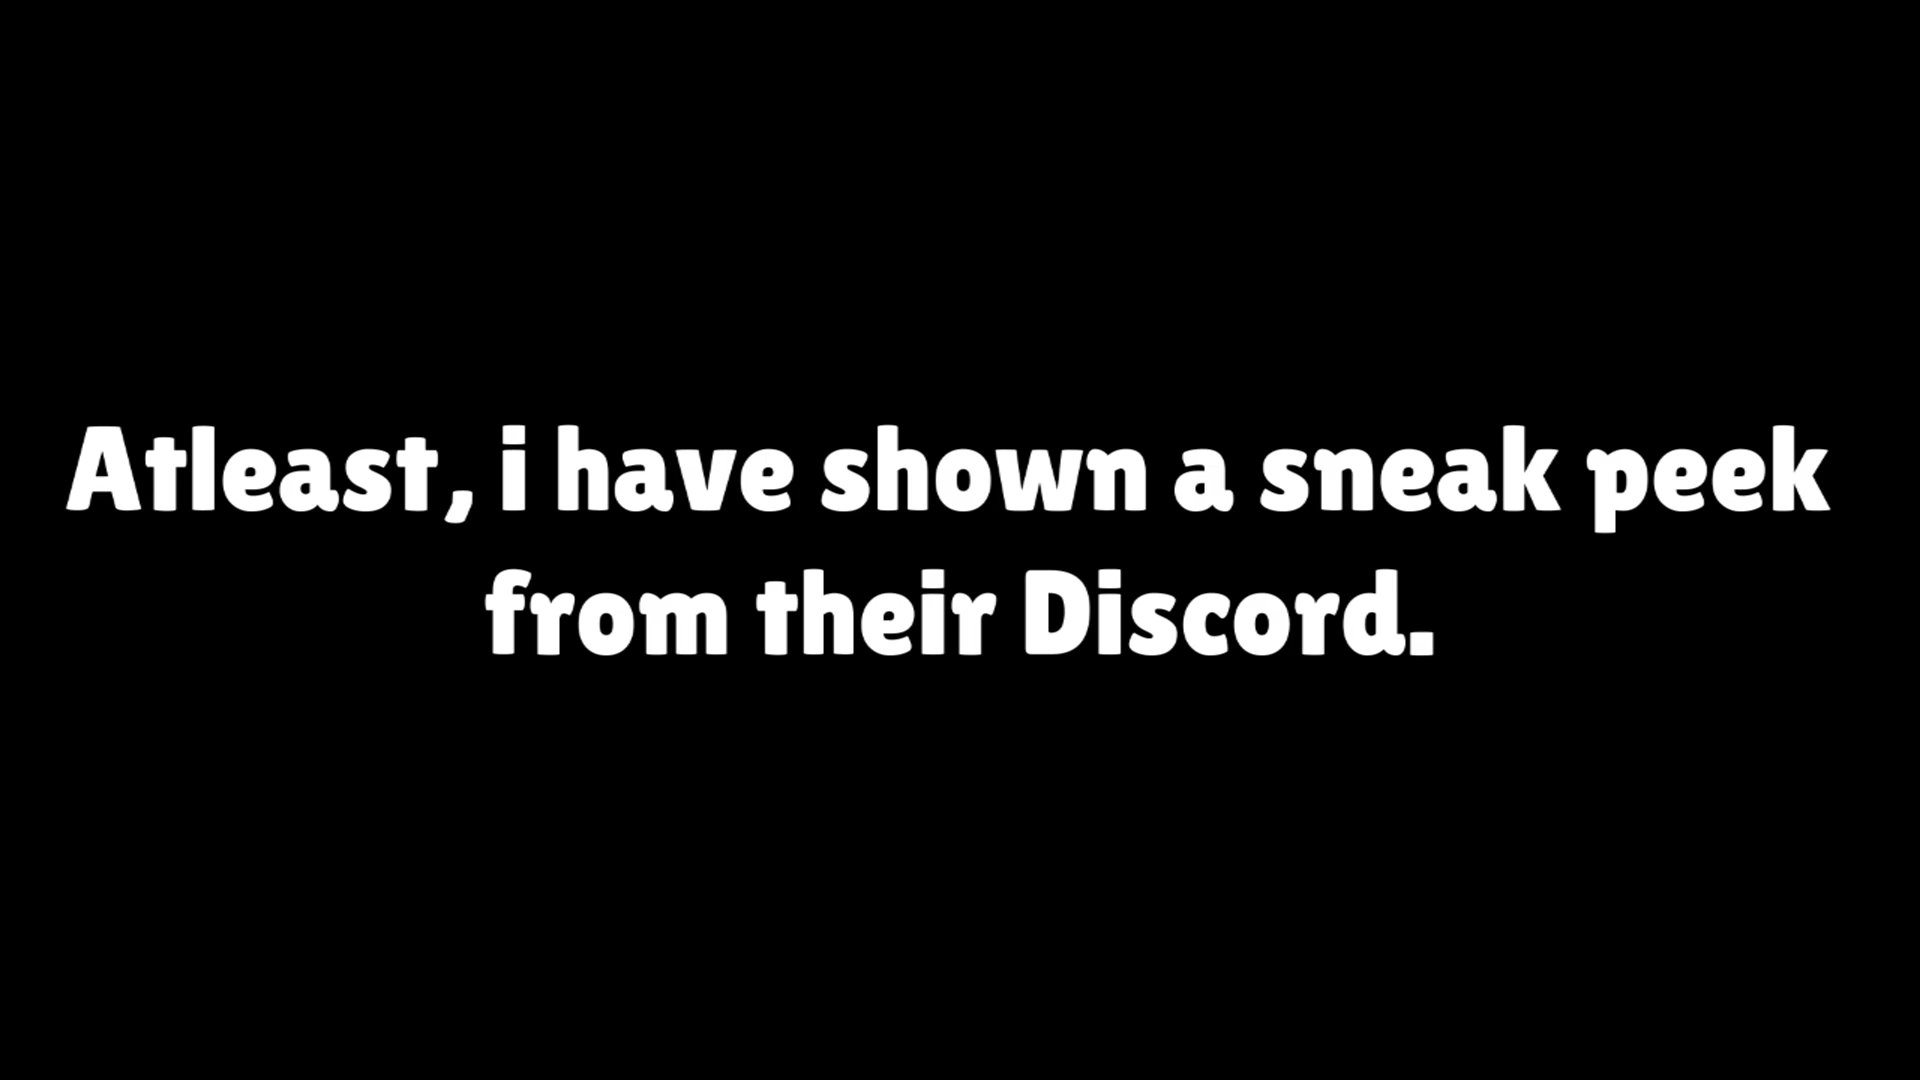 Atleast, i have shown a sneak peek
from their Discord.